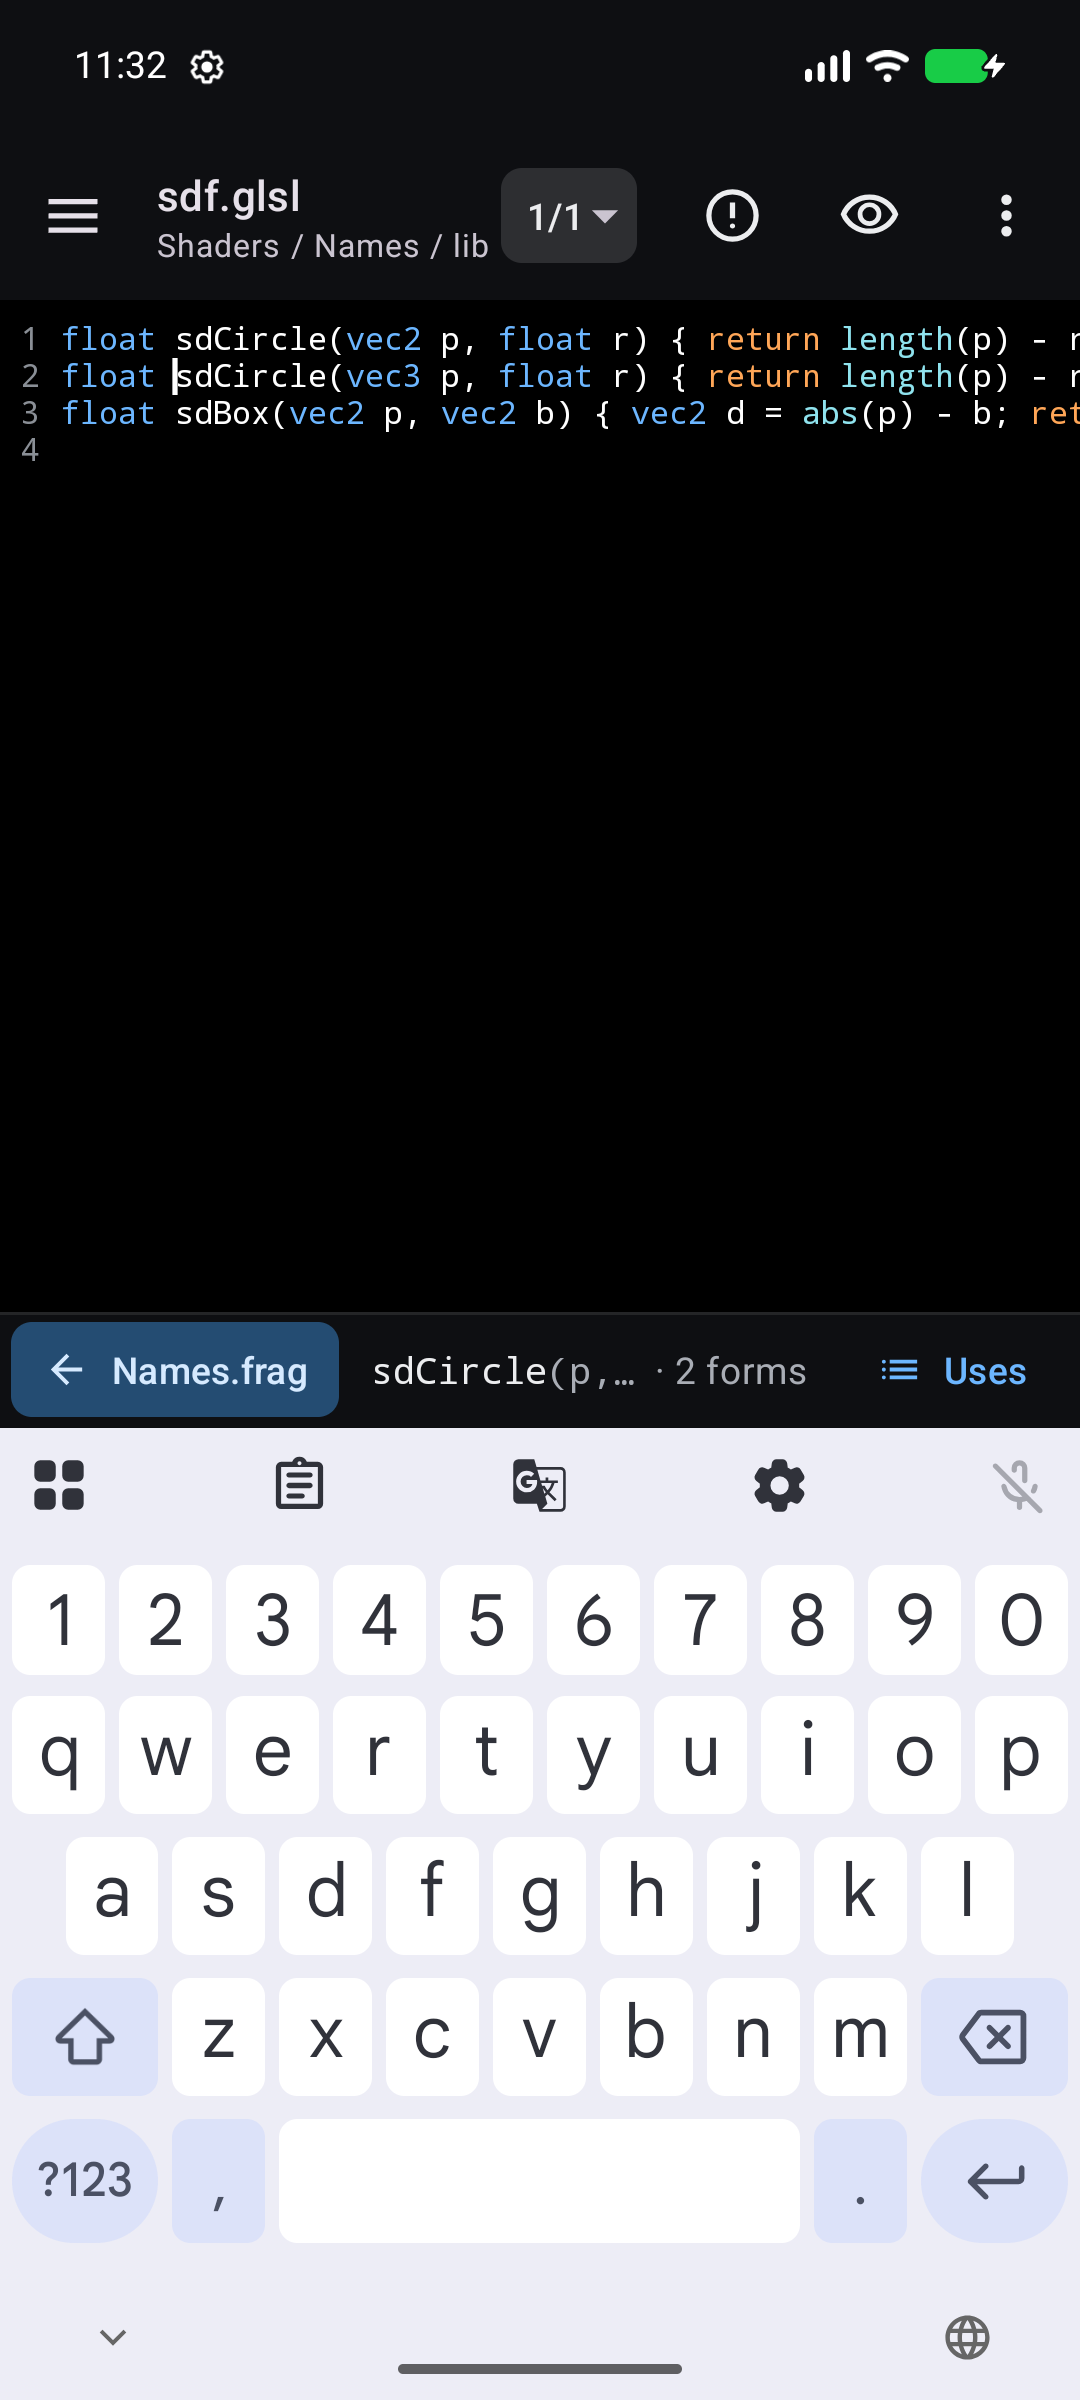 11:32
sdf.glsl
Shaders / Names / lib
1/1
1 float sdCircle(vec2 p, float r) { return length(p) - r
2 float sdCircle(vec3 p, float r) { return length(p) - r
3 float sdBox(vec2 p, vec2 b) { vec2 d = abs(p) - b; ret
4
← Names.frag
sdCircle(p,… · 2 forms
Uses
1 2 3 4 5 6 7 8 9 0
q w e r t y u i o p
a s d f g h j k l
z x c v b n m
?123 , .